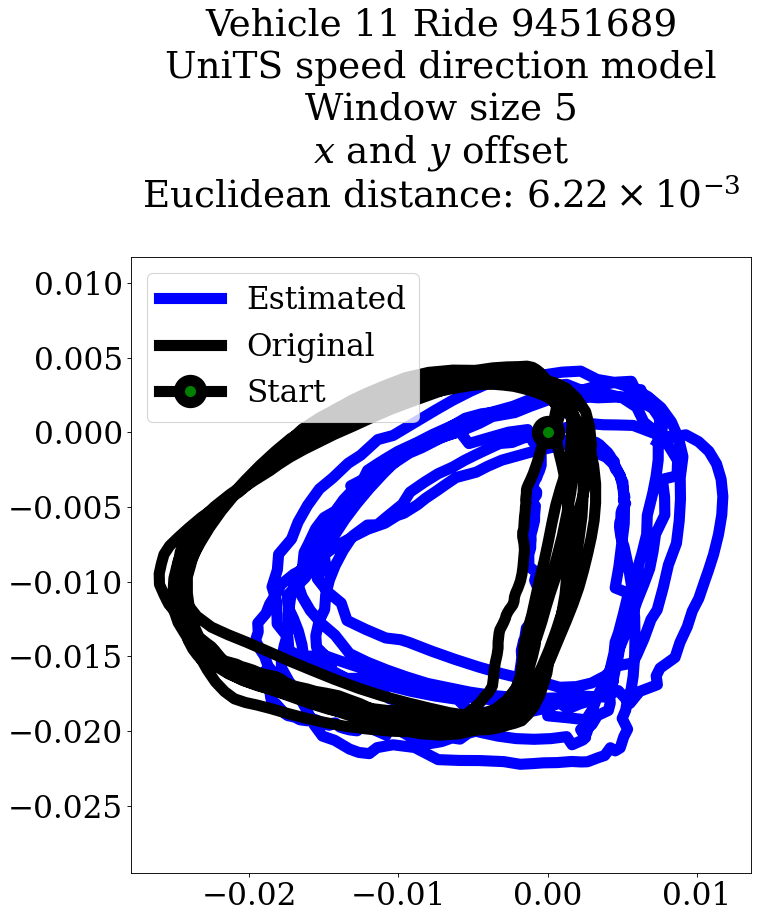 Vehicle 11 Ride 9451689
UniTS speed direction model
Window size 5
x and y offset
Euclidean distance: 6.22 × 10⁻³
Estimated
Original
Start
0.010
0.005
0.000
−0.005
−0.010
−0.015
−0.020
−0.025
−0.02 −0.01 0.00 0.01